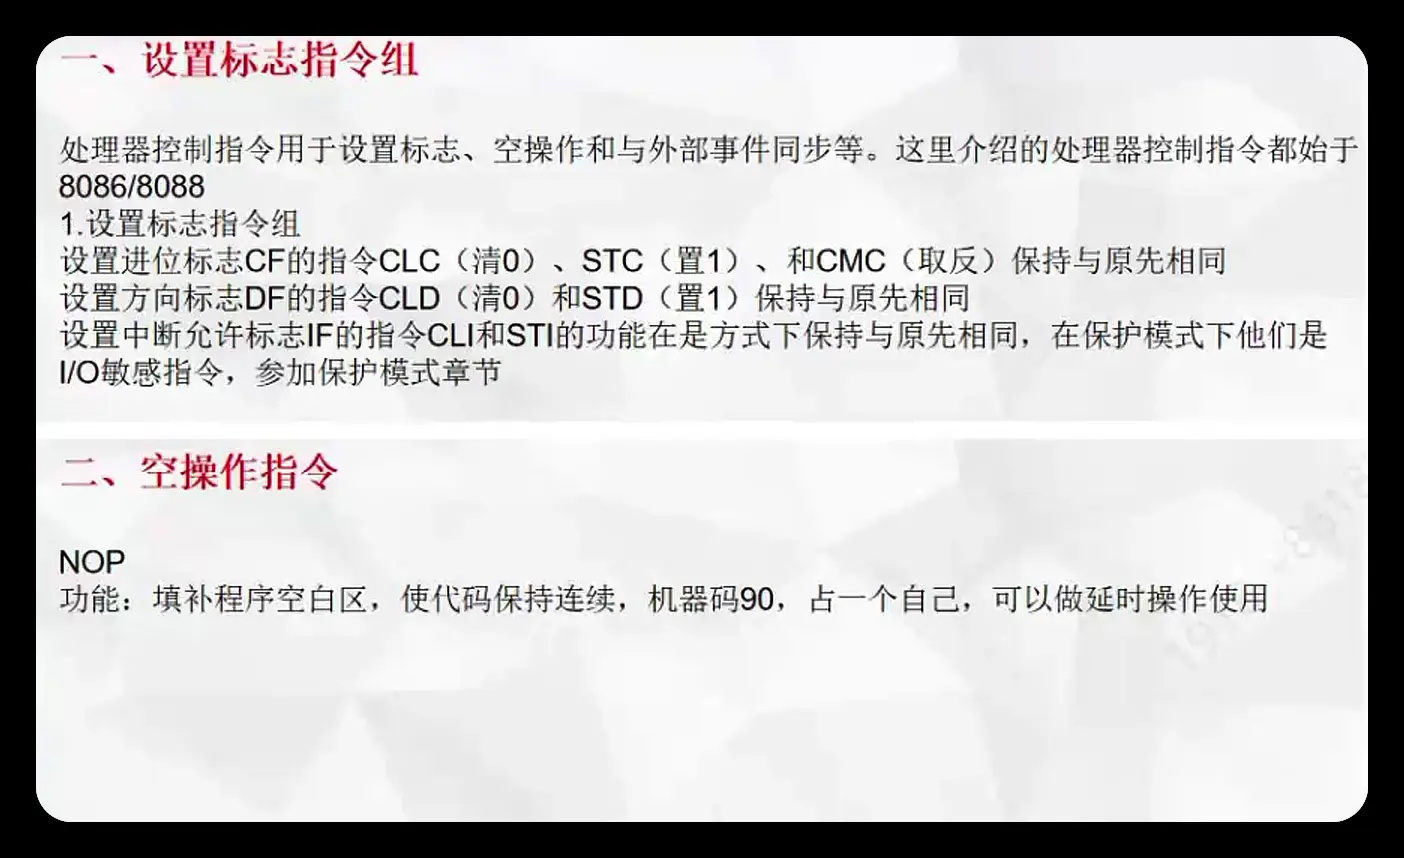 一、设置标志指令组
处理器控制指令用于设置标志、空操作和与外部事件同步等。这里介绍的处理器控制指令都始于
8086/8088
1.设置标志指令组
设置进位标志CF的指令CLC（清0）、STC（置1）、和CMC（取反）保持与原先相同
设置方向标志DF的指令CLD（清0）和STD（置1）保持与原先相同
设置中断允许标志IF的指令CLI和STI的功能在是方式下保持与原先相同，在保护模式下他们是
I/O敏感指令，参加保护模式章节
二、空操作指令
NOP
功能：填补程序空白区，使代码保持连续，机器码90，占一个自己，可以做延时操作使用